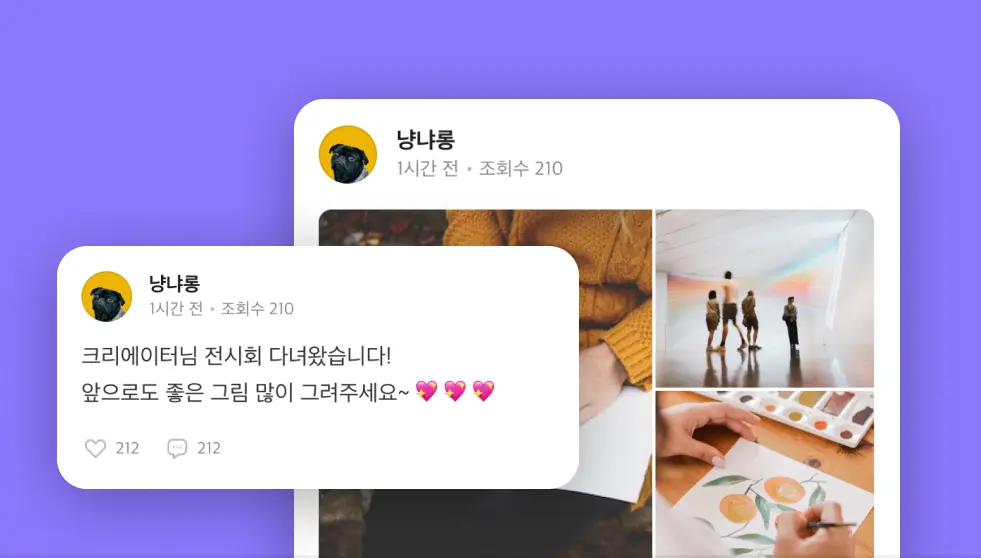 냥냐롱
1시간 전 • 조회수 210
냥냐롱
1시간 전 • 조회수 210
크리에이터님 전시회 다녀왔습니다!
앞으로도 좋은 그림 많이 그려주세요~ 💖 💖 💖
212 212